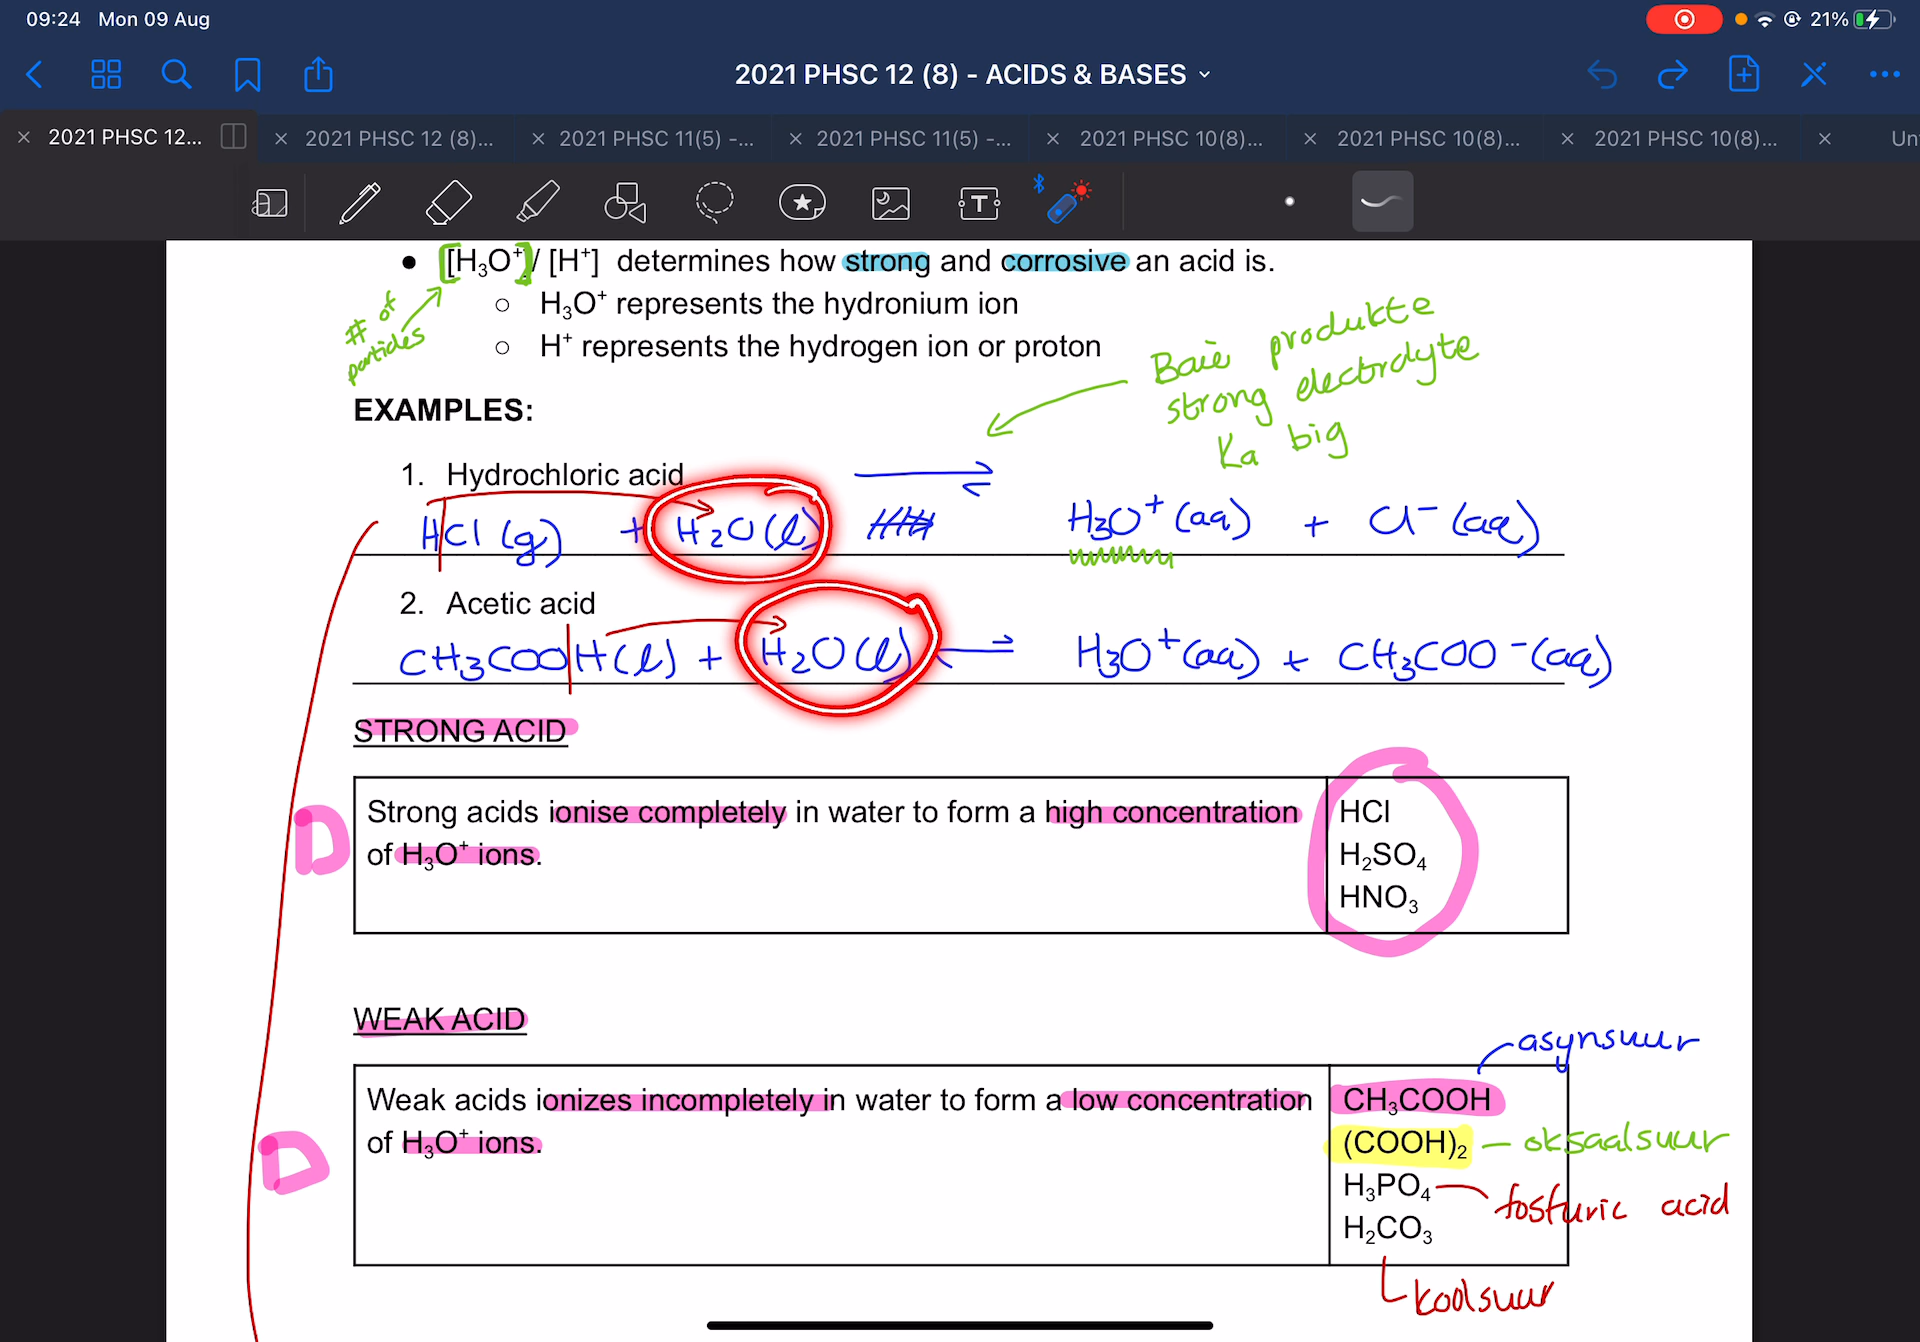 09:24 Mon 09 Aug
21%
2021 PHSC 12 (8) - ACIDS & BASES
2021 PHSC 12...
2021 PHSC 12 (8)...
2021 PHSC 11(5) -...
2021 PHSC 11(5) -...
2021 PHSC 10(8)...
2021 PHSC 10(8)...
2021 PHSC 10(8)...
Un
• [H₃O⁺]/ [H⁺] determines how strong and corrosive an acid is.
# of particles
○ H₃O⁺ represents the hydronium ion
○ H⁺ represents the hydrogen ion or proton
Baie produkte
strong electrolyte
Ka big
EXAMPLES:
1. Hydrochloric acid
HCl (g) + H₂O(l) ⇌ H₃O⁺(aq) + Cl⁻(aq)
2. Acetic acid
CH₃COOH(l) + H₂O(l) ⇌ H₃O⁺(aq) + CH₃COO⁻(aq)
STRONG ACID
D
Strong acids ionise completely in water to form a high concentration
of H₃O⁺ ions.
HCl
H₂SO₄
HNO₃
WEAK ACID
D
Weak acids ionizes incompletely in water to form a low concentration
of H₃O⁺ ions.
CH₃COOH
asynsuur
(COOH)₂ – oksaalsuur
H₃PO₄ – fosfuric acid
H₂CO₃
koolsuur